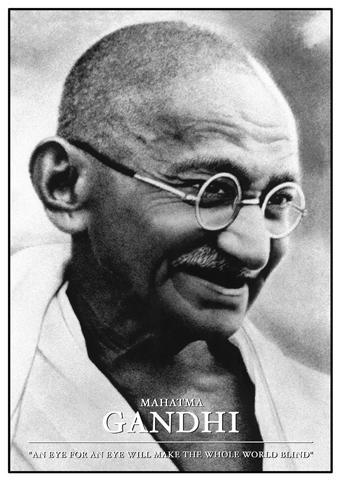 MAHATMA
GANDHI
"AN EYE FOR AN EYE WILL MAKE THE WHOLE WORLD BLIND"